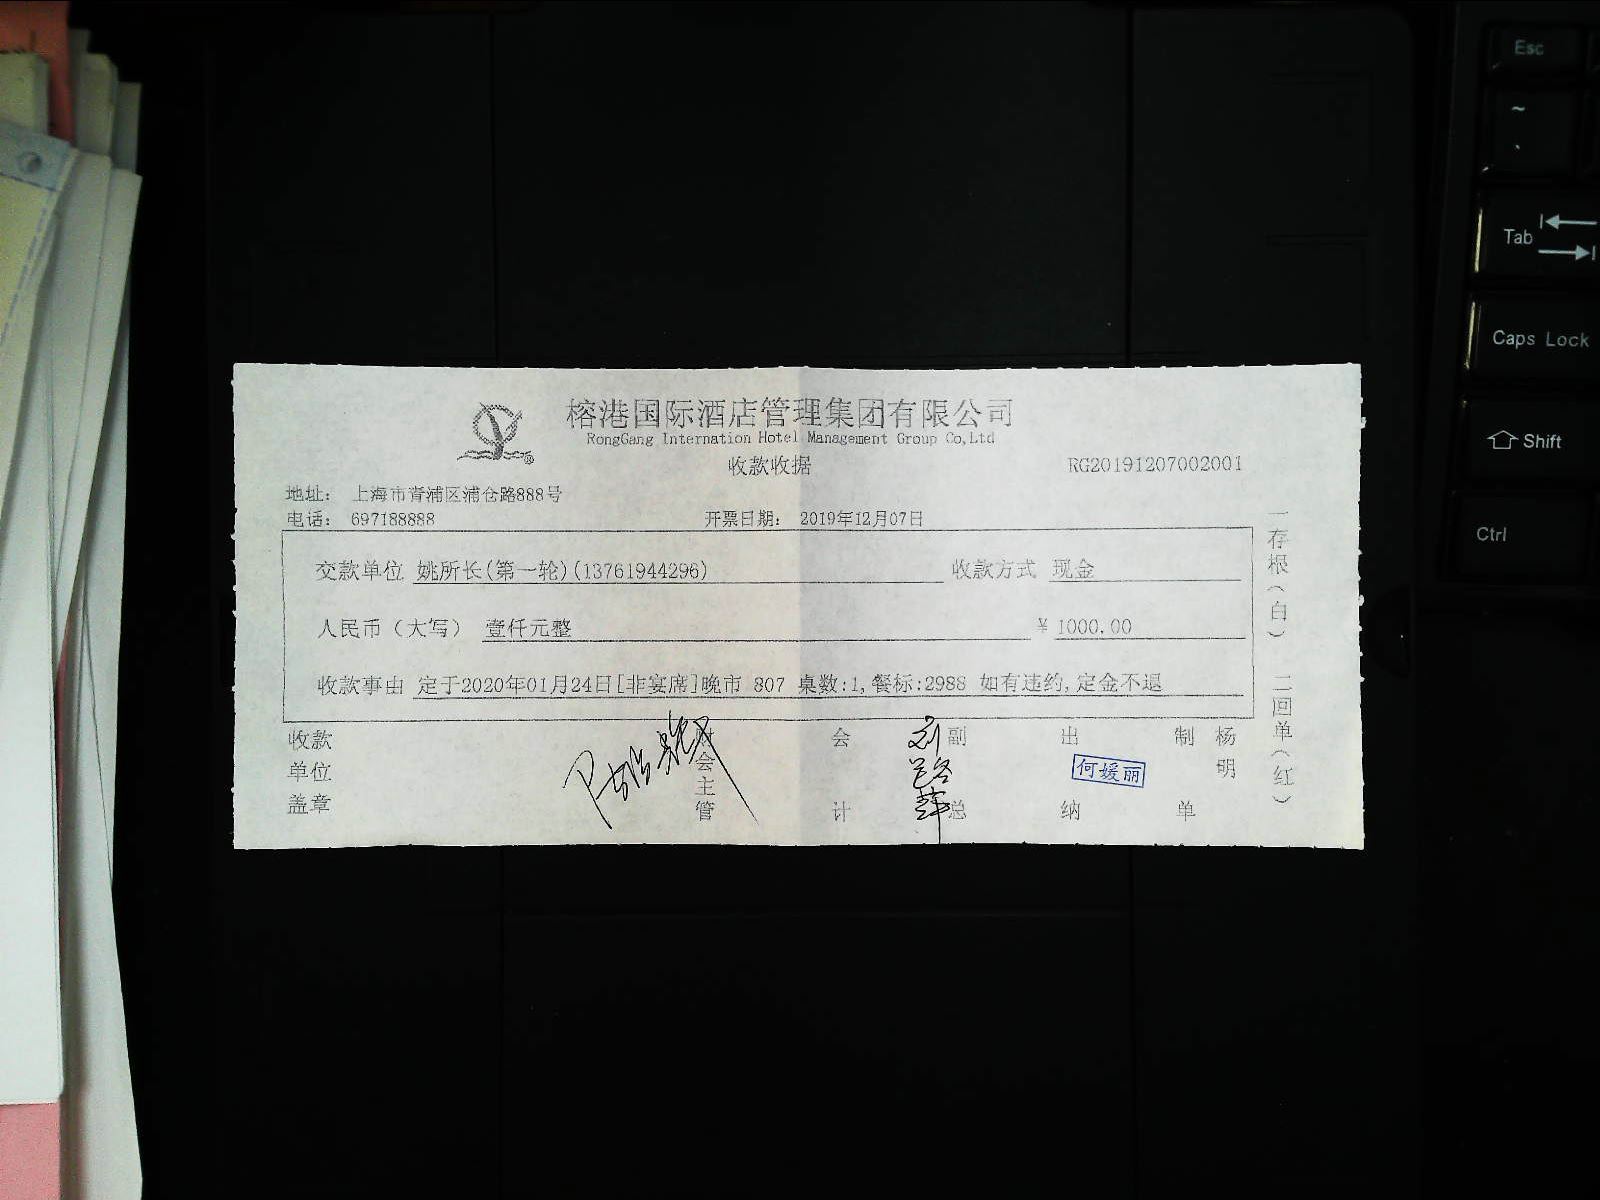 榕港国际酒店管理集团有限公司
RongGang Internation Hotel Management Group Co,Ltd
收款收据
RG20191207002001
地址： 上海市青浦区浦仓路888号
电话： 697188888 开票日期： 2019年12月07日
交款单位 姚所长(第一轮)(13761944296) 收款方式 现金
人民币（大写） 壹仟元整 ¥ 1000.00
收款事由 定于2020年01月24日[非宴席]晚市 807 桌数:1,餐标:2988 如有违约,定金不退
收款单位盖章 财会主管 会计 副总 出纳 何媛丽 制单 杨明
一存根（白） 二回单（红）
Esc
~
Tab
Caps Lock
Shift
Ctrl